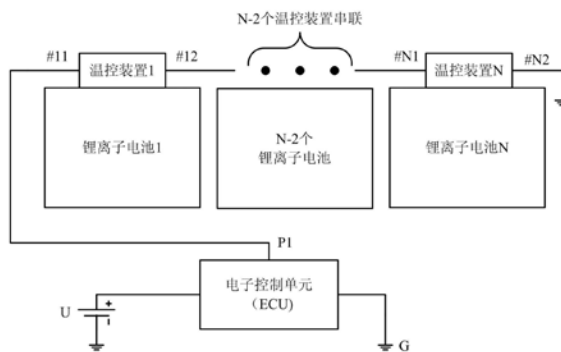 N-2个温控装置串联
#11
温控装置1
#12
#N1
温控装置N
#N2
锂离子电池1
N-2个
锂离子电池
锂离子电池N
P1
电子控制单元
（ECU)
U
+
G